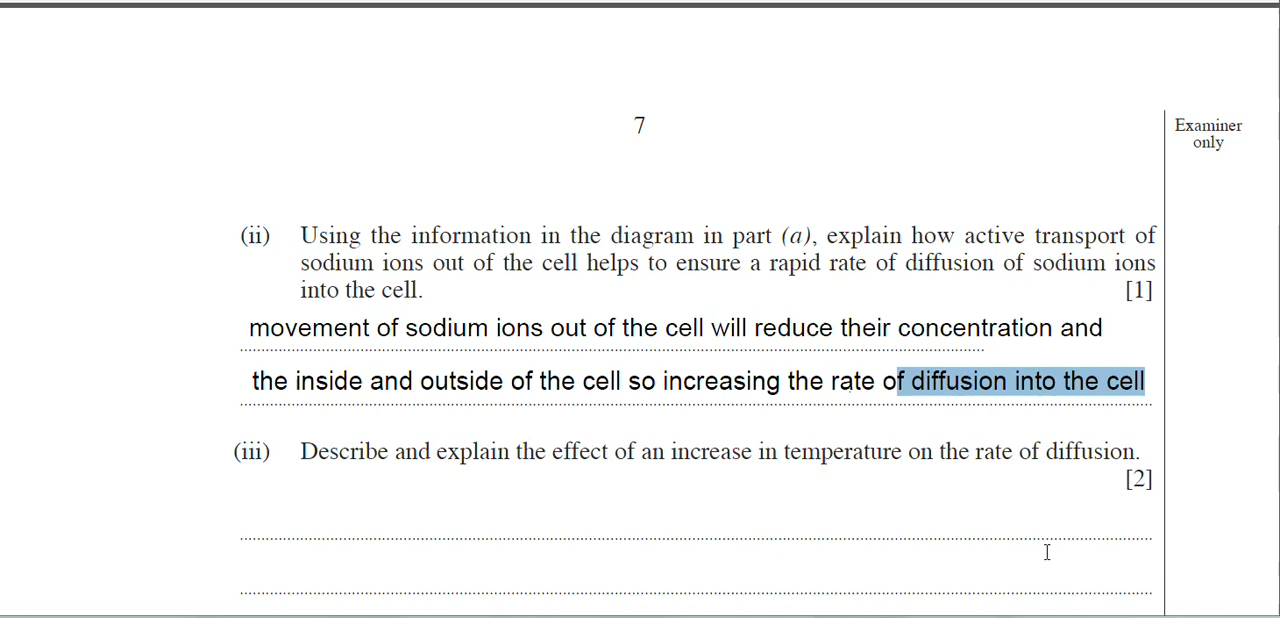 7
Examiner
only
(ii) Using the information in the diagram in part (a), explain how active transport of
sodium ions out of the cell helps to ensure a rapid rate of diffusion of sodium ions
into the cell. [1]
movement of sodium ions out of the cell will reduce their concentration and
the inside and outside of the cell so increasing the rate of diffusion into the cell
(iii) Describe and explain the effect of an increase in temperature on the rate of diffusion.
[2]